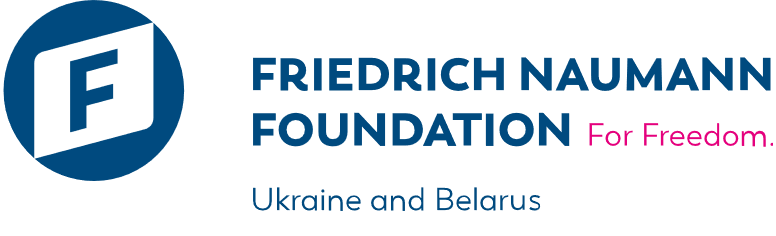 F
FRIEDRICH NAUMANN
FOUNDATION For Freedom.
Ukraine and Belarus